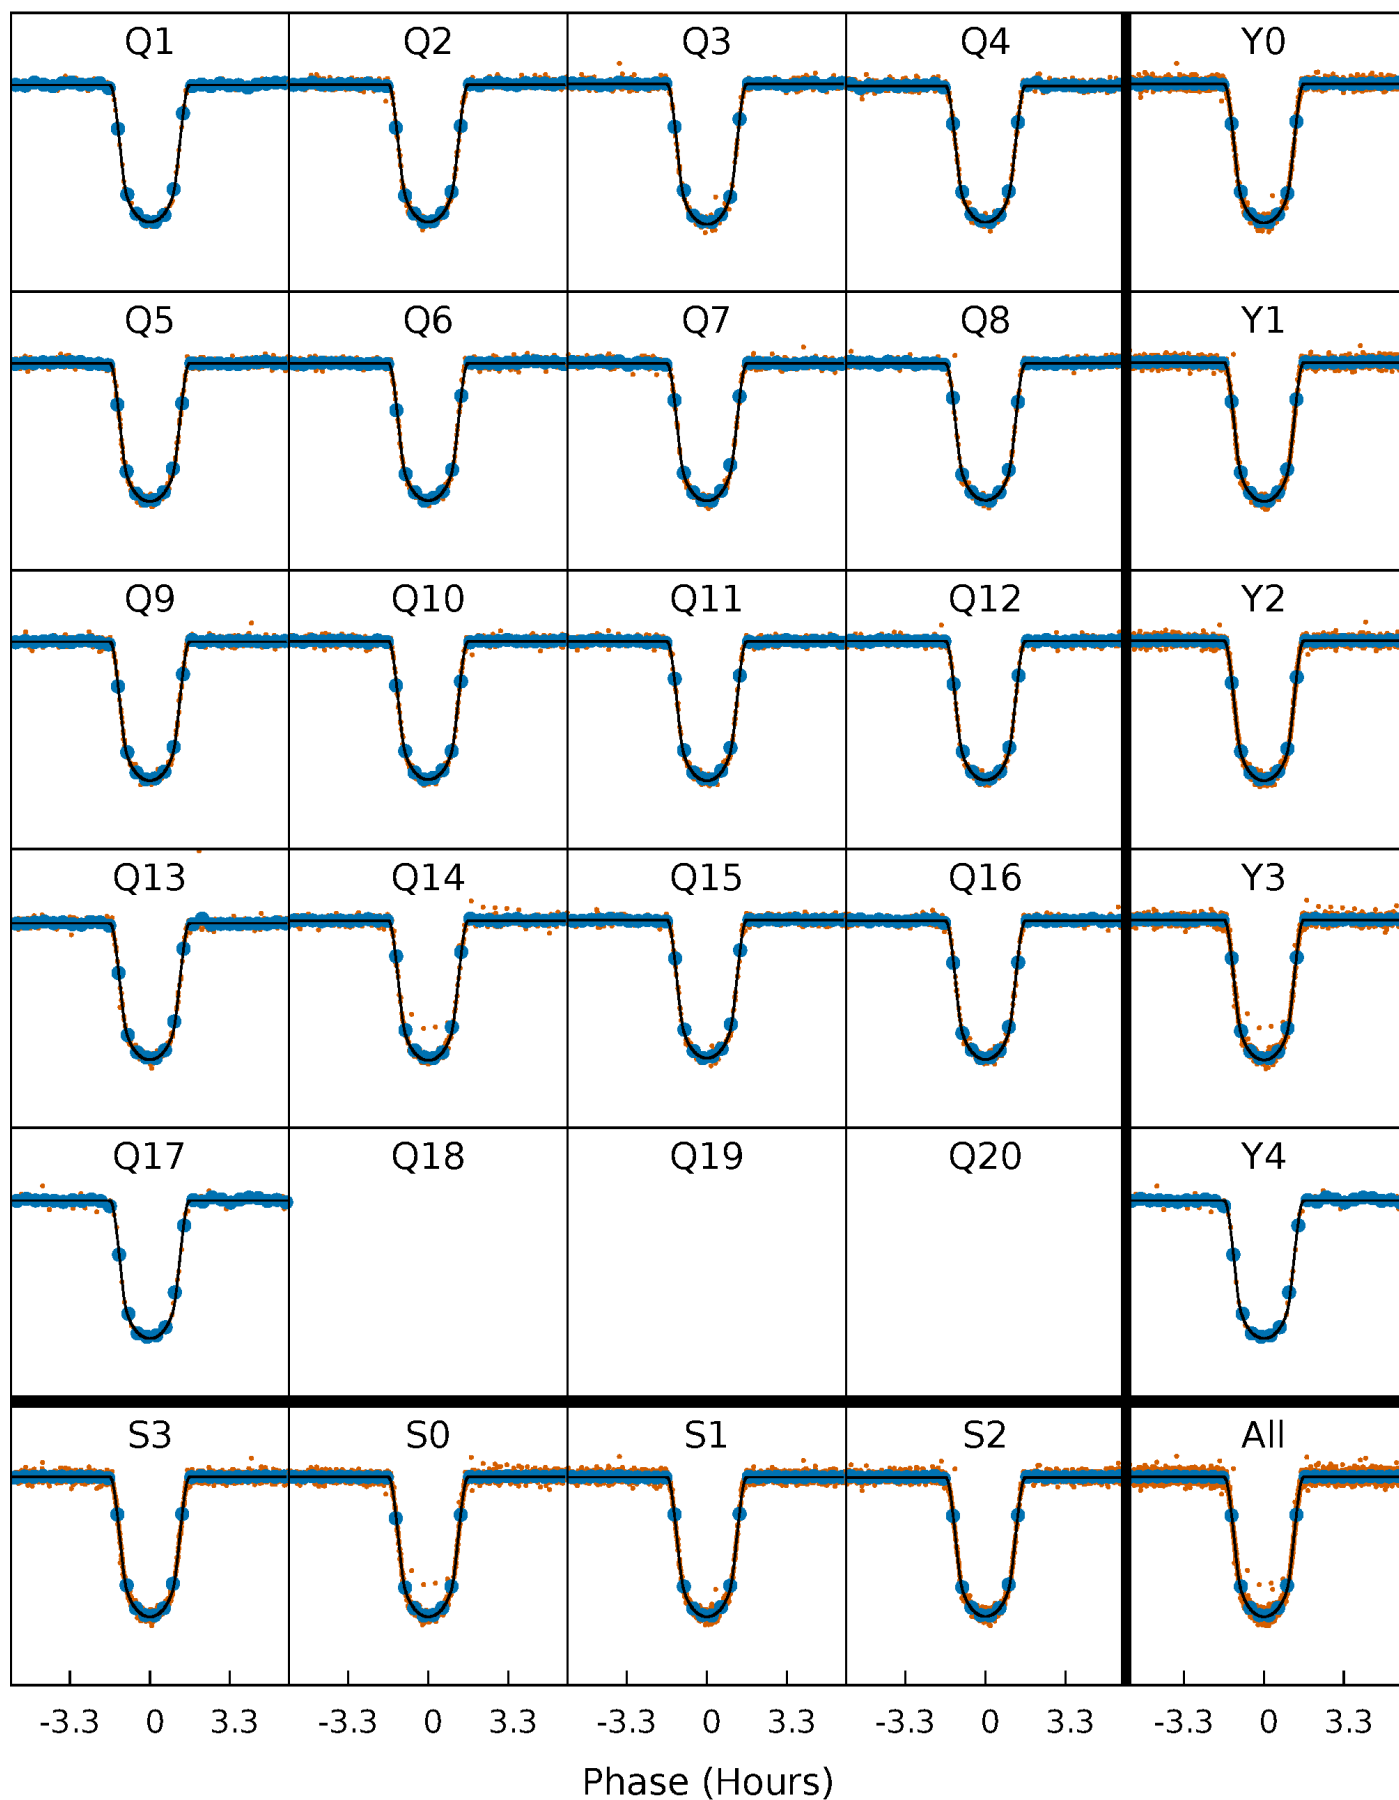 Q1 Q2 Q3 Q4 Y0
Q5 Q6 Q7 Q8 Y1
Q9 Q10 Q11 Q12 Y2
Q13 Q14 Q15 Q16 Y3
Q17 Q18 Q19 Q20 Y4
S3 S0 S1 S2 All
-3.3 0 3.3 -3.3 0 3.3 -3.3 0 3.3 -3.3 0 3.3 -3.3 0 3.3
Phase (Hours)